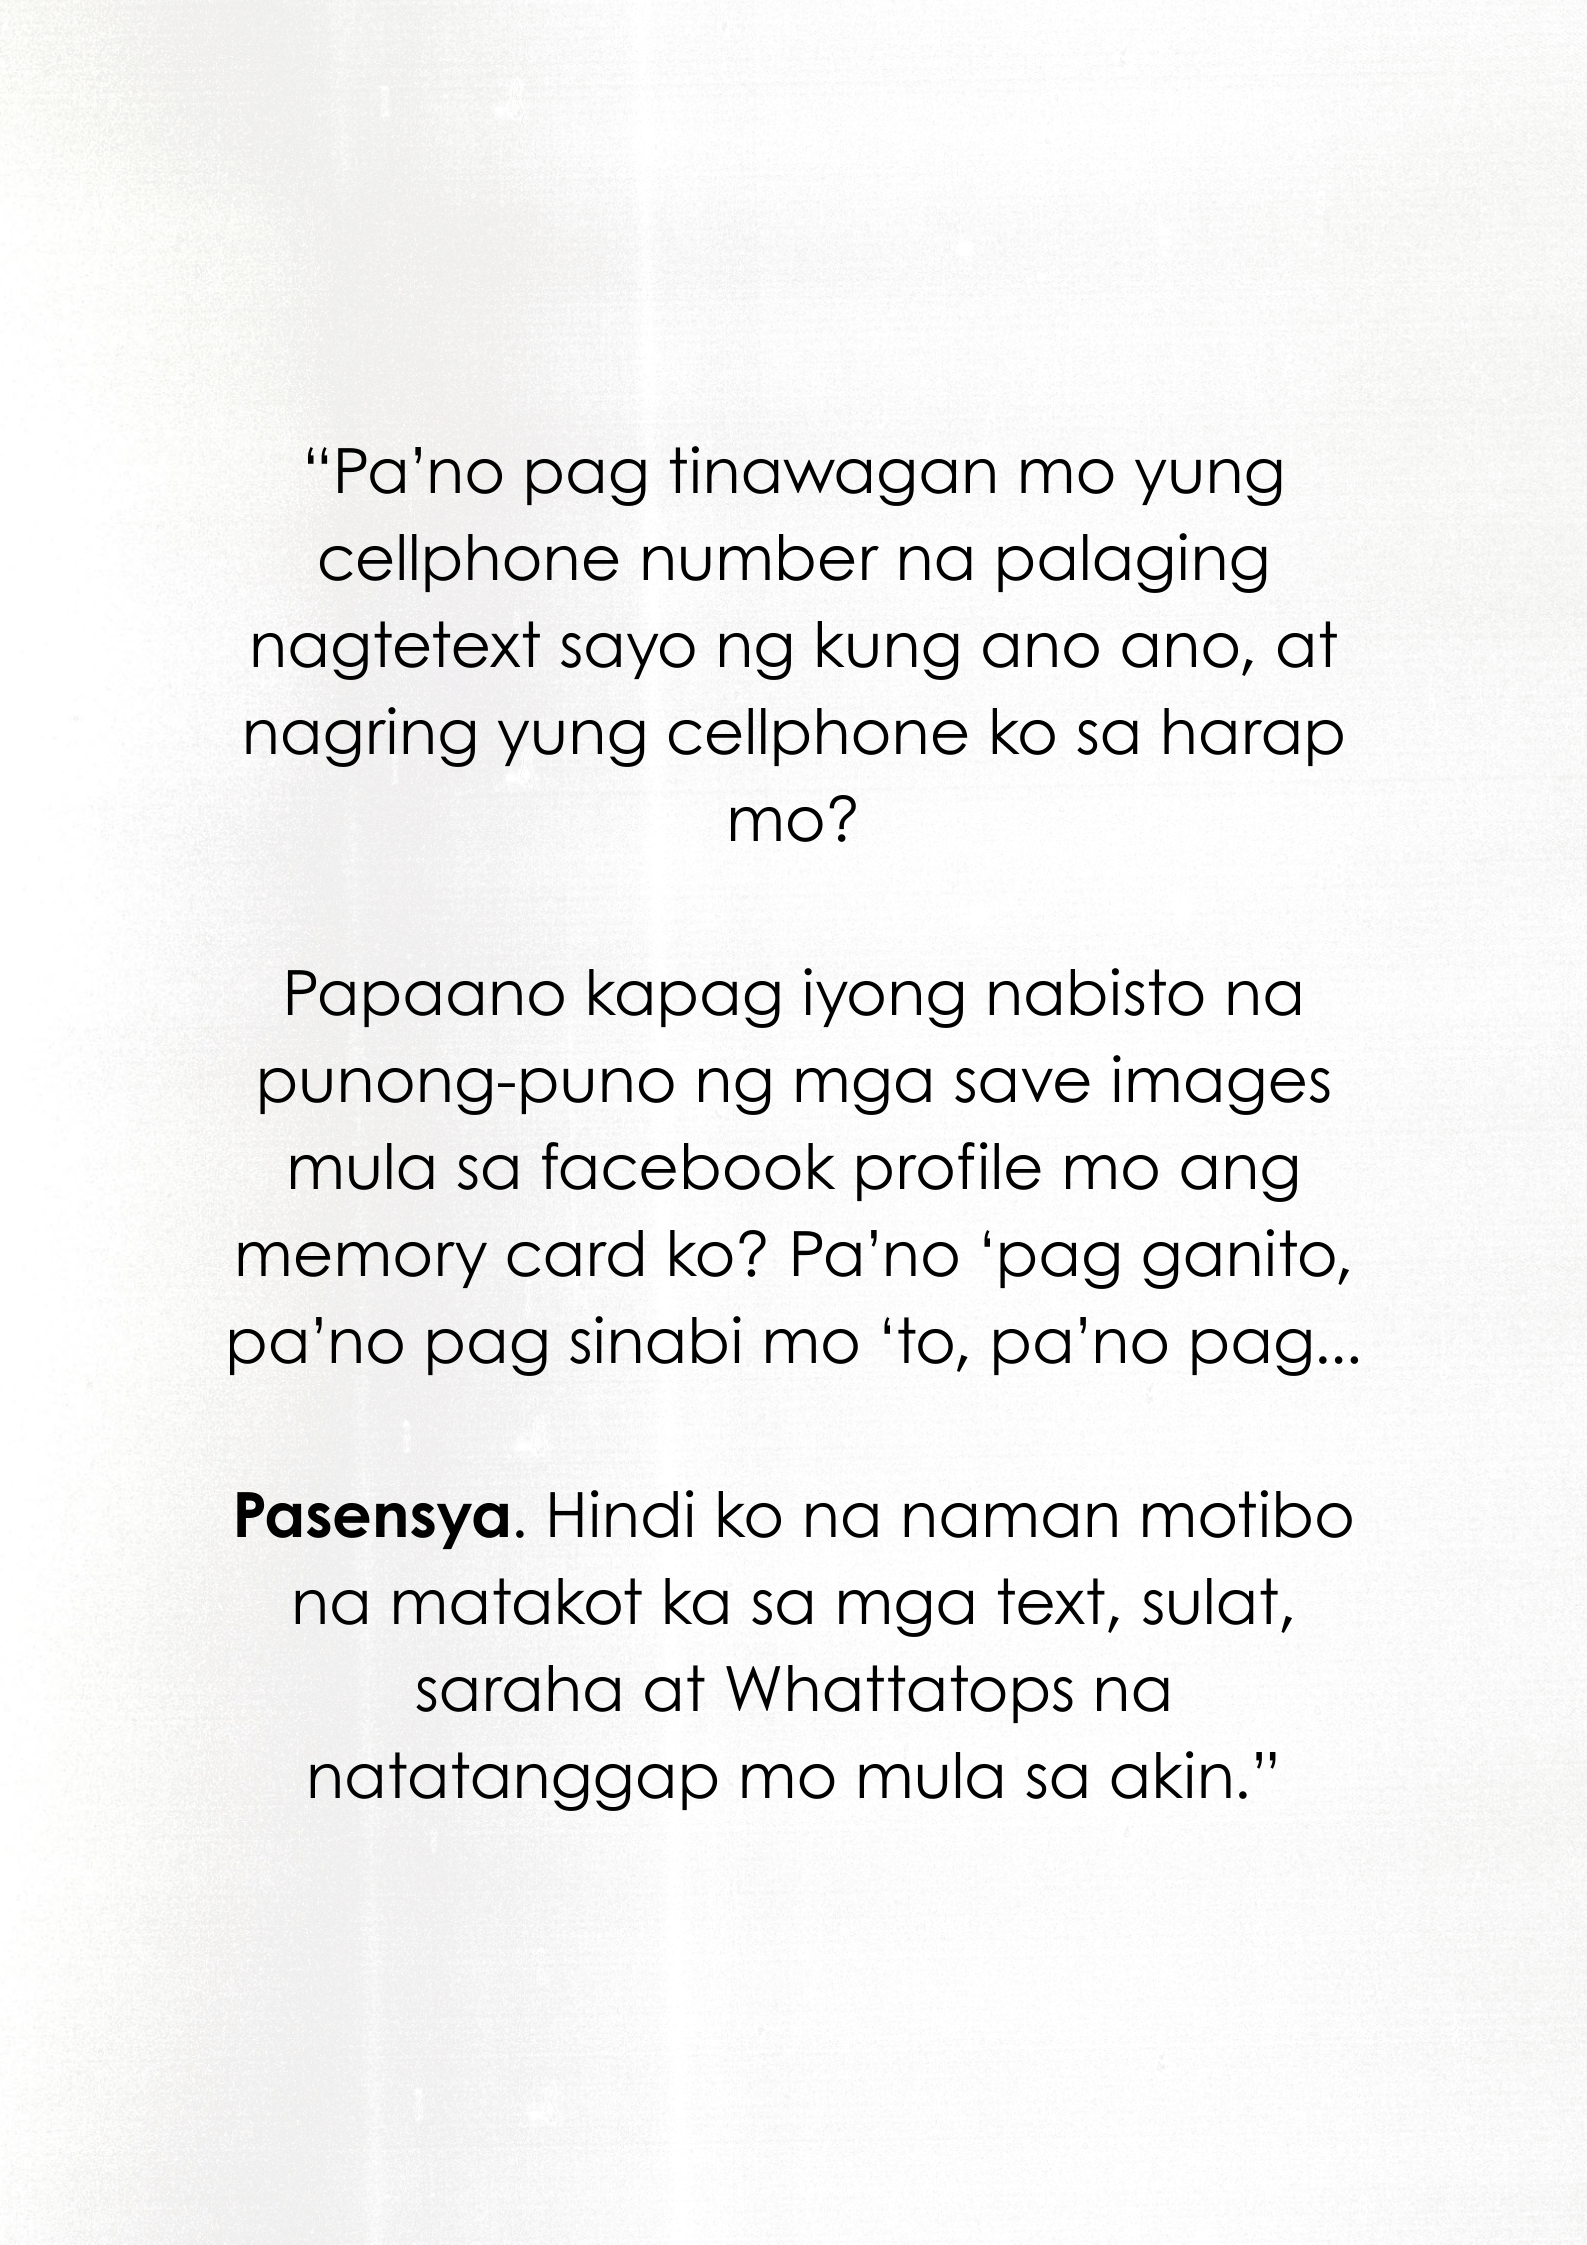 “Pa’no pag tinawagan mo yung
cellphone number na palaging
nagtetext sayo ng kung ano ano, at
nagring yung cellphone ko sa harap
mo?
Papaano kapag iyong nabisto na
punong-puno ng mga save images
mula sa facebook profile mo ang
memory card ko? Pa’no ‘pag ganito,
pa’no pag sinabi mo ‘to, pa’no pag...
Pasensya. Hindi ko na naman motibo
na matakot ka sa mga text, sulat,
saraha at Whattatops na
natatanggap mo mula sa akin.”